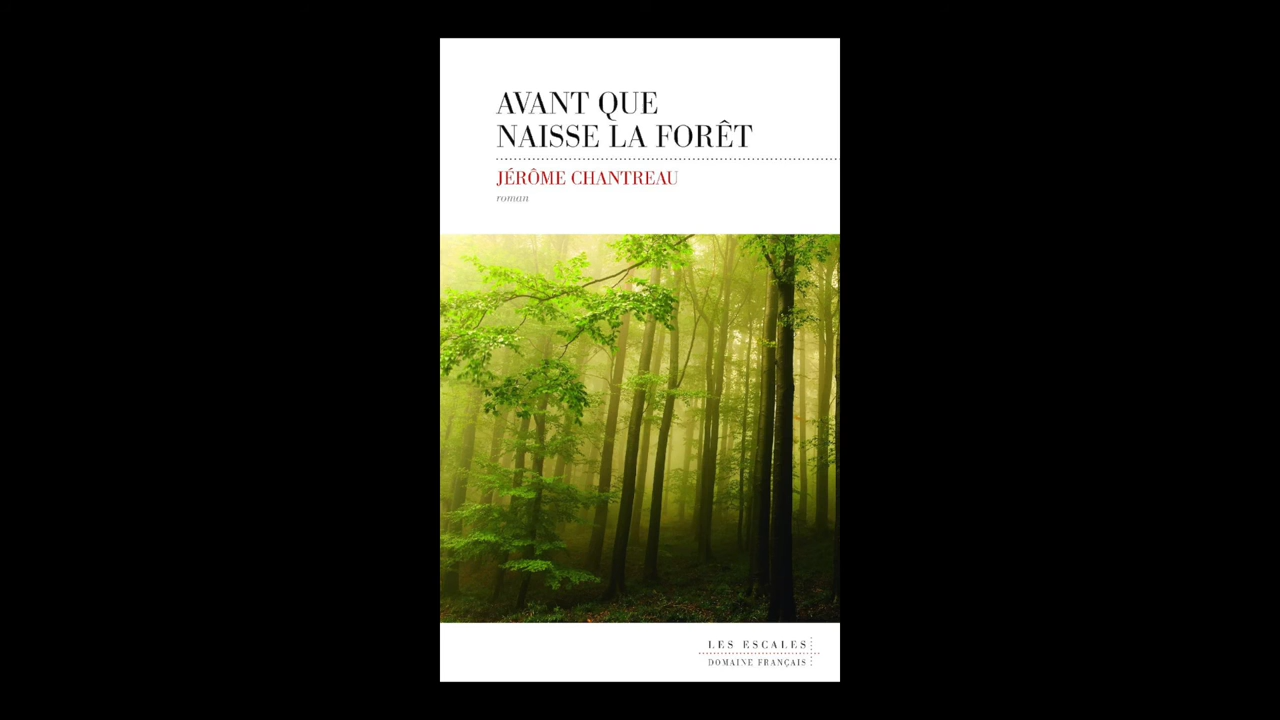 AVANT QUE
NAISSE LA FORÊT
JÉRÔME CHANTREAU
roman
LES ESCALES
DOMAINE FRANÇAIS